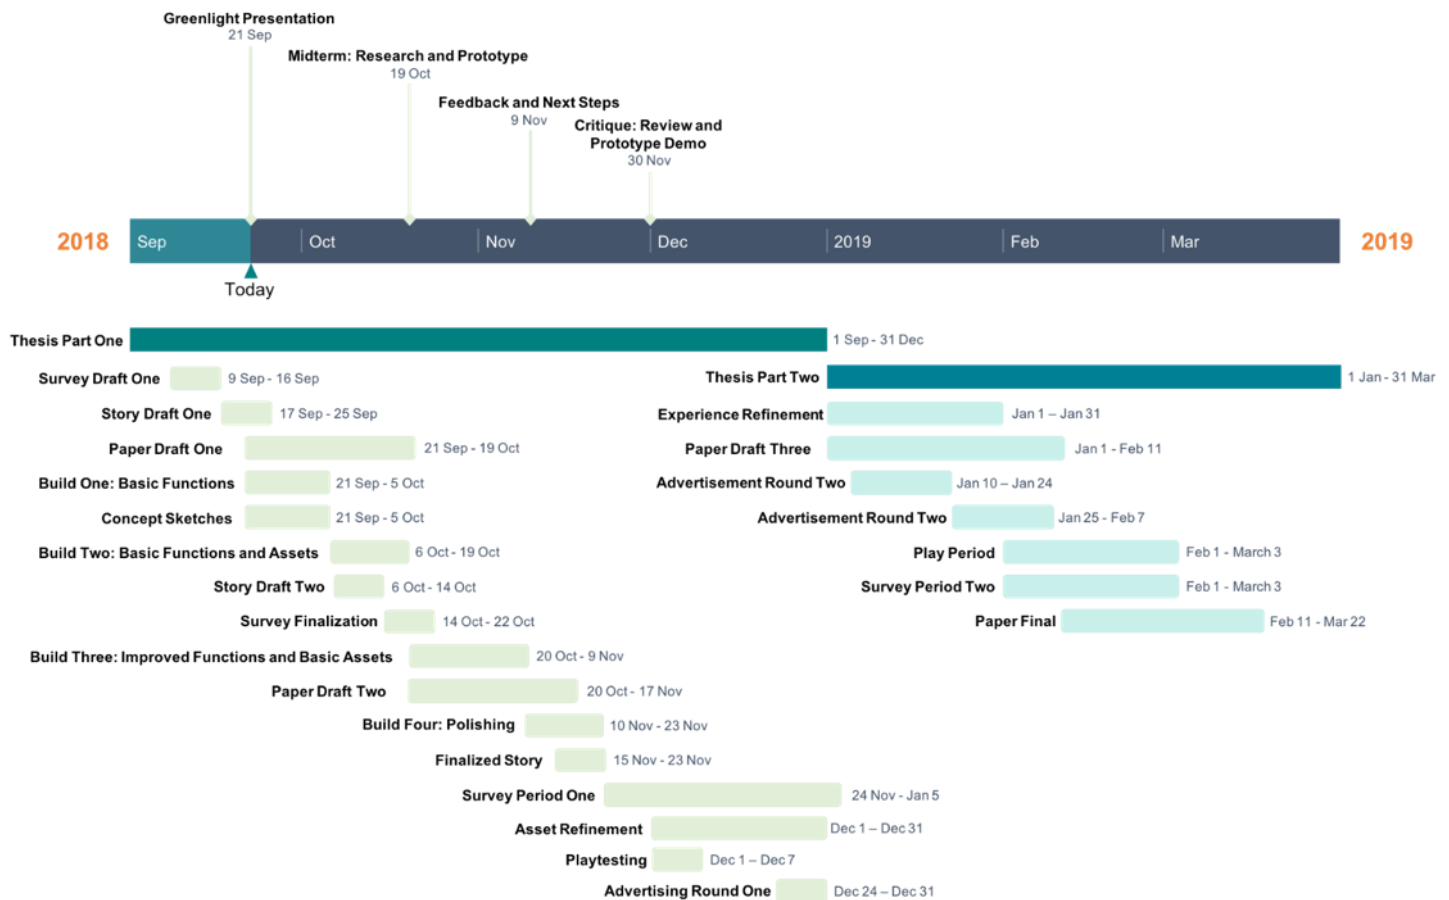 Greenlight Presentation
21 Sep
Midterm: Research and Prototype
19 Oct
Feedback and Next Steps
9 Nov
Critique: Review and
Prototype Demo
30 Nov
2018 Sep Oct Nov Dec 2019 Feb Mar 2019
Today
Thesis Part One 1 Sep - 31 Dec
Thesis Part Two 1 Jan - 31 Mar
Survey Draft One 9 Sep - 16 Sep
Story Draft One 17 Sep - 25 Sep
Experience Refinement Jan 1 – Jan 31
Paper Draft One 21 Sep - 19 Oct
Paper Draft Three Jan 1 - Feb 11
Build One: Basic Functions 21 Sep - 5 Oct
Advertisement Round Two Jan 10 – Jan 24
Concept Sketches 21 Sep - 5 Oct
Advertisement Round Two Jan 25 - Feb 7
Build Two: Basic Functions and Assets 6 Oct - 19 Oct
Play Period Feb 1 - March 3
Story Draft Two 6 Oct - 14 Oct
Survey Period Two Feb 1 - March 3
Survey Finalization 14 Oct - 22 Oct
Paper Final Feb 11 - Mar 22
Build Three: Improved Functions and Basic Assets 20 Oct - 9 Nov
Paper Draft Two 20 Oct - 17 Nov
Build Four: Polishing 10 Nov - 23 Nov
Finalized Story 15 Nov - 23 Nov
Survey Period One 24 Nov - Jan 5
Asset Refinement Dec 1 – Dec 31
Playtesting Dec 1 – Dec 7
Advertising Round One Dec 24 – Dec 31